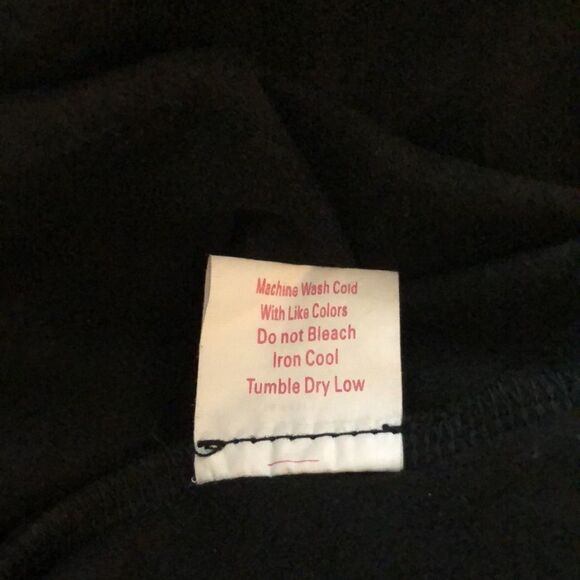 Machine Wash Cold
With Like Colors
Do not Bleach
Iron Cool
Tumble Dry Low